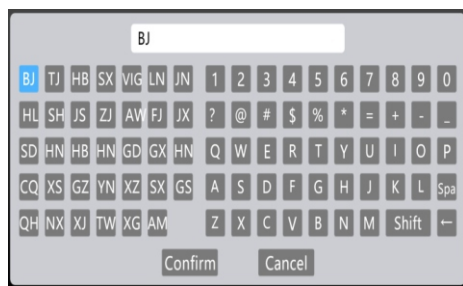 BJ
BJ TJ HB SX VIG LN JN 1 2 3 4 5 6 7 8 9 0
HL SH JS ZJ AW FJ JX ? @ # $ % * = + - _
SD HN HB HN GD GX HN Q W E R T Y U I O P
CQ XS GZ YN XZ SX GS A S D F G H J K L Spa
QH NX XJ TW XG AM Z X C V B N M Shift ←
Confirm Cancel